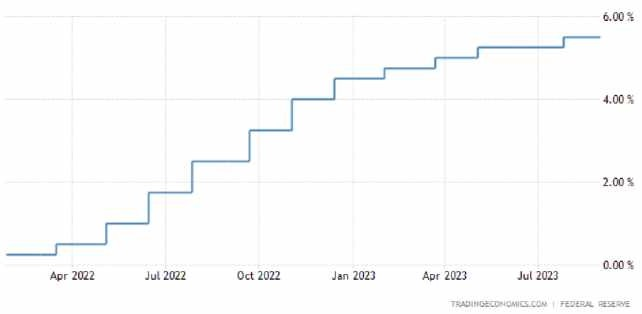 6.00 %
4.00 %
2.00 %
0.00 %
Apr 2022 Jul 2022 Oct 2022 Jan 2023 Apr 2023 Jul 2023
TRADINGECONOMICS.COM | FEDERAL RESERVE